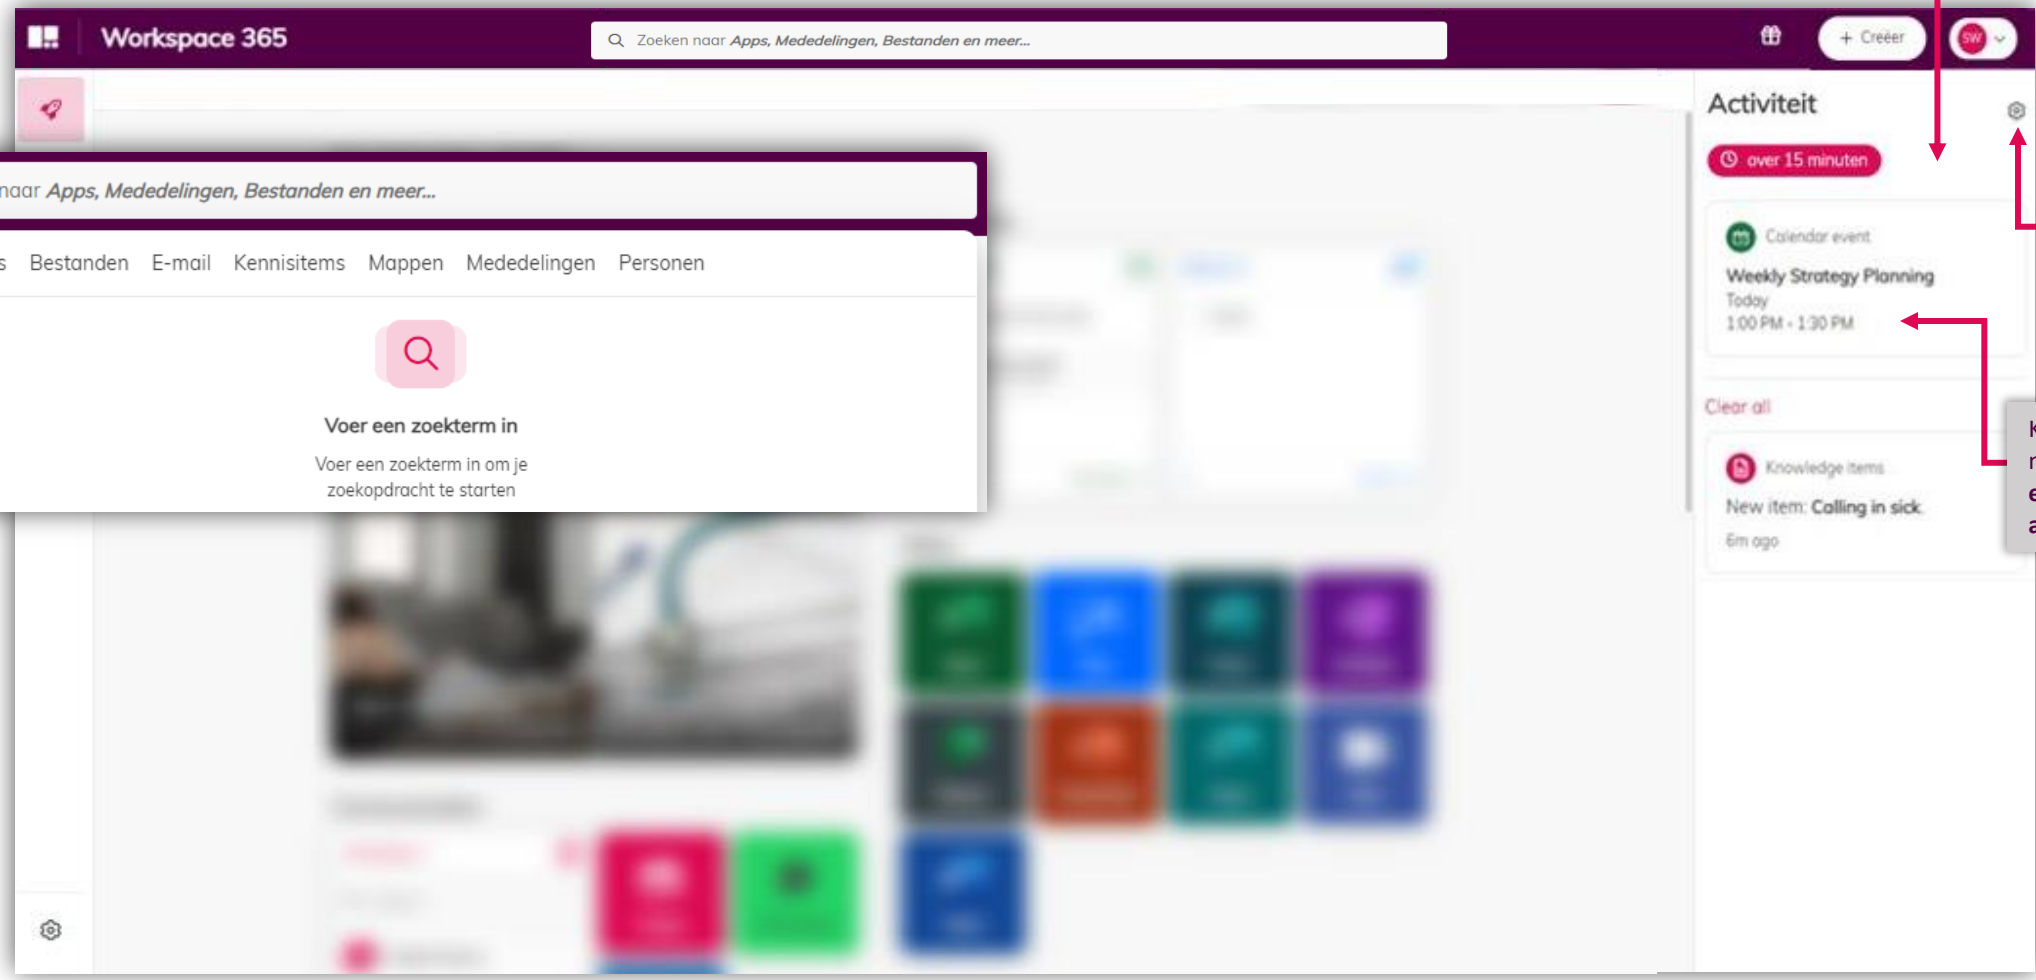 Workspace 365
Zoeken naar Apps, Mededelingen, Bestanden en meer...
+ Creëer
SW
Activiteit
over 15 minuten
naar Apps, Mededelingen, Bestanden en meer...
s Bestanden E-mail Kennisitems Mappen Mededelingen Personen
Voer een zoekterm in
Voer een zoekterm in om je
zoekopdracht te starten
Calendar event
Weekly Strategy Planning
Today
1:00 PM - 1:30 PM
Clear all
Knowledge items
New item: Calling in sick.
6m ago